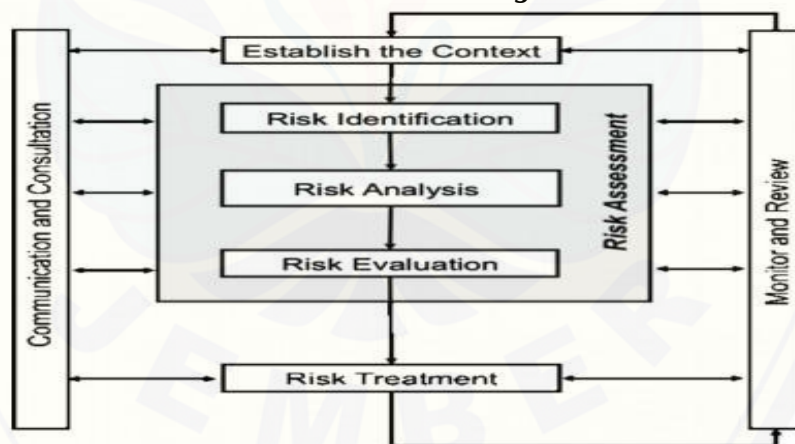 Establish the Context
Risk Identification
Risk Analysis
Risk Evaluation
Risk Assessment
Risk Treatment
Communication and Consultation
Monitor and Review
JEMBER